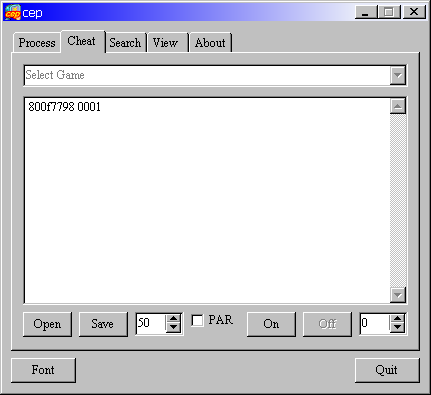 cep
Process Cheat Search View About
Select Game
800f7798 0001
Open Save 50 PAR On Off 0
Font Quit